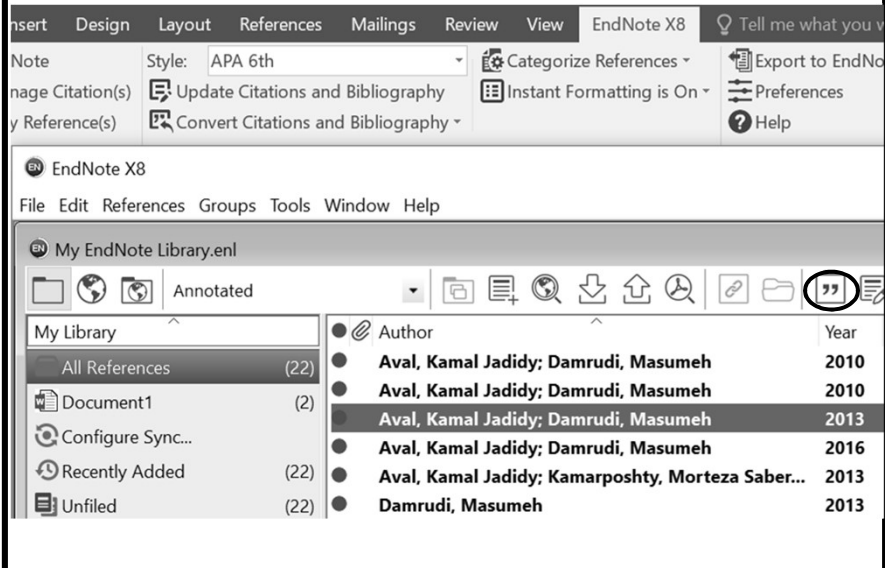 nsert Design Layout References Mailings Review View EndNote X8 Tell me what you w
Note Style: APA 6th Categorize References Export to EndNo
nage Citation(s) Update Citations and Bibliography Instant Formatting is On Preferences
y Reference(s) Convert Citations and Bibliography Help
EN EndNote X8
File Edit References Groups Tools Window Help
EN My EndNote Library.enl
Annotated
My Library Author Year
All References (22) Aval, Kamal Jadidy; Damrudi, Masumeh 2010
Document1 (2) Aval, Kamal Jadidy; Damrudi, Masumeh 2010
Aval, Kamal Jadidy; Damrudi, Masumeh 2013
Configure Sync... Aval, Kamal Jadidy; Damrudi, Masumeh 2016
Recently Added (22) Aval, Kamal Jadidy; Kamarposhty, Morteza Saber... 2013
Unfiled (22) Damrudi, Masumeh 2013